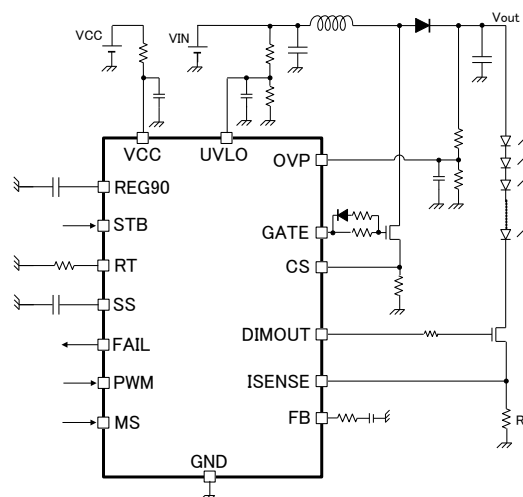 VCC
VIN
Vout
VCC
UVLO
OVP
REG90
STB
GATE
RT
CS
SS
DIMOUT
FAIL
PWM
ISENSE
MS
FB
GND
R